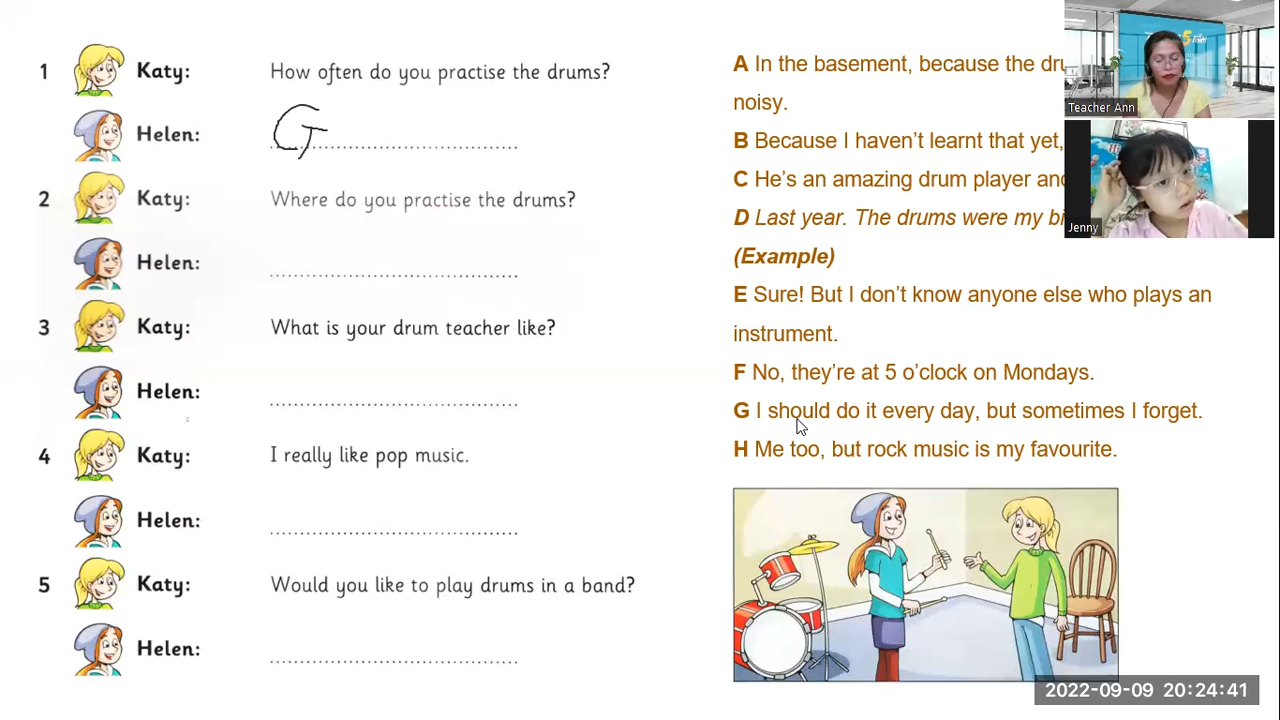 1 Katy: How often do you practise the drums?
Helen: G
2 Katy: Where do you practise the drums?
Helen: ................................................
3 Katy: What is your drum teacher like?
Helen: ................................................
4 Katy: I really like pop music.
Helen: ................................................
5 Katy: Would you like to play drums in a band?
Helen: ................................................
A In the basement, because the
noisy.
B Because I haven't learnt that yet,
C He's an amazing drum player
D Last year. The drums were my
(Example)
E Sure! But I don't know anyone else who plays an
instrument.
F No, they're at 5 o'clock on Mondays.
G I should do it every day, but sometimes I forget.
H Me too, but rock music is my favourite.
Teacher Ann
Jenny
2022-09-09 20:24:41